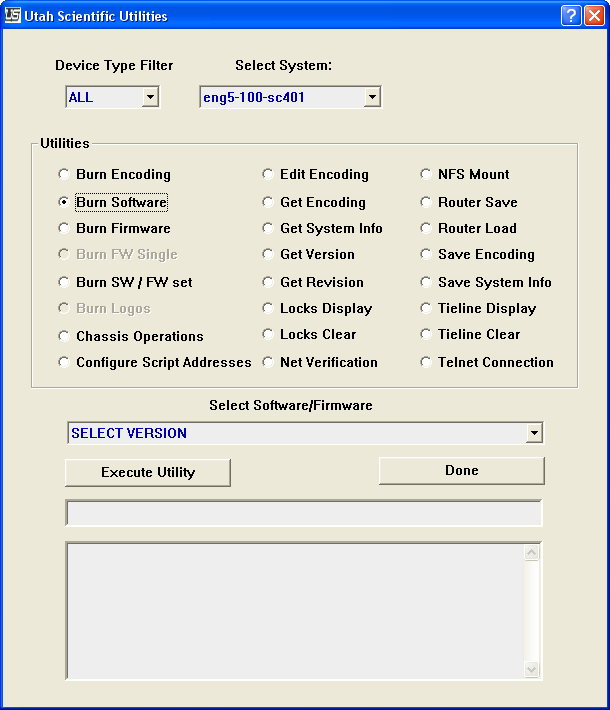 US Utah Scientific Utilities
Device Type Filter Select System:
ALL eng5-100-sc401
Utilities
Burn Encoding Edit Encoding NFS Mount
Burn Software Get Encoding Router Save
Burn Firmware Get System Info Router Load
Burn FW Single Get Version Save Encoding
Burn SW / FW set Get Revision Save System Info
Burn Logos Locks Display Tieline Display
Chassis Operations Locks Clear Tieline Clear
Configure Script Addresses Net Verification Telnet Connection
Select Software/Firmware
SELECT VERSION
Execute Utility Done